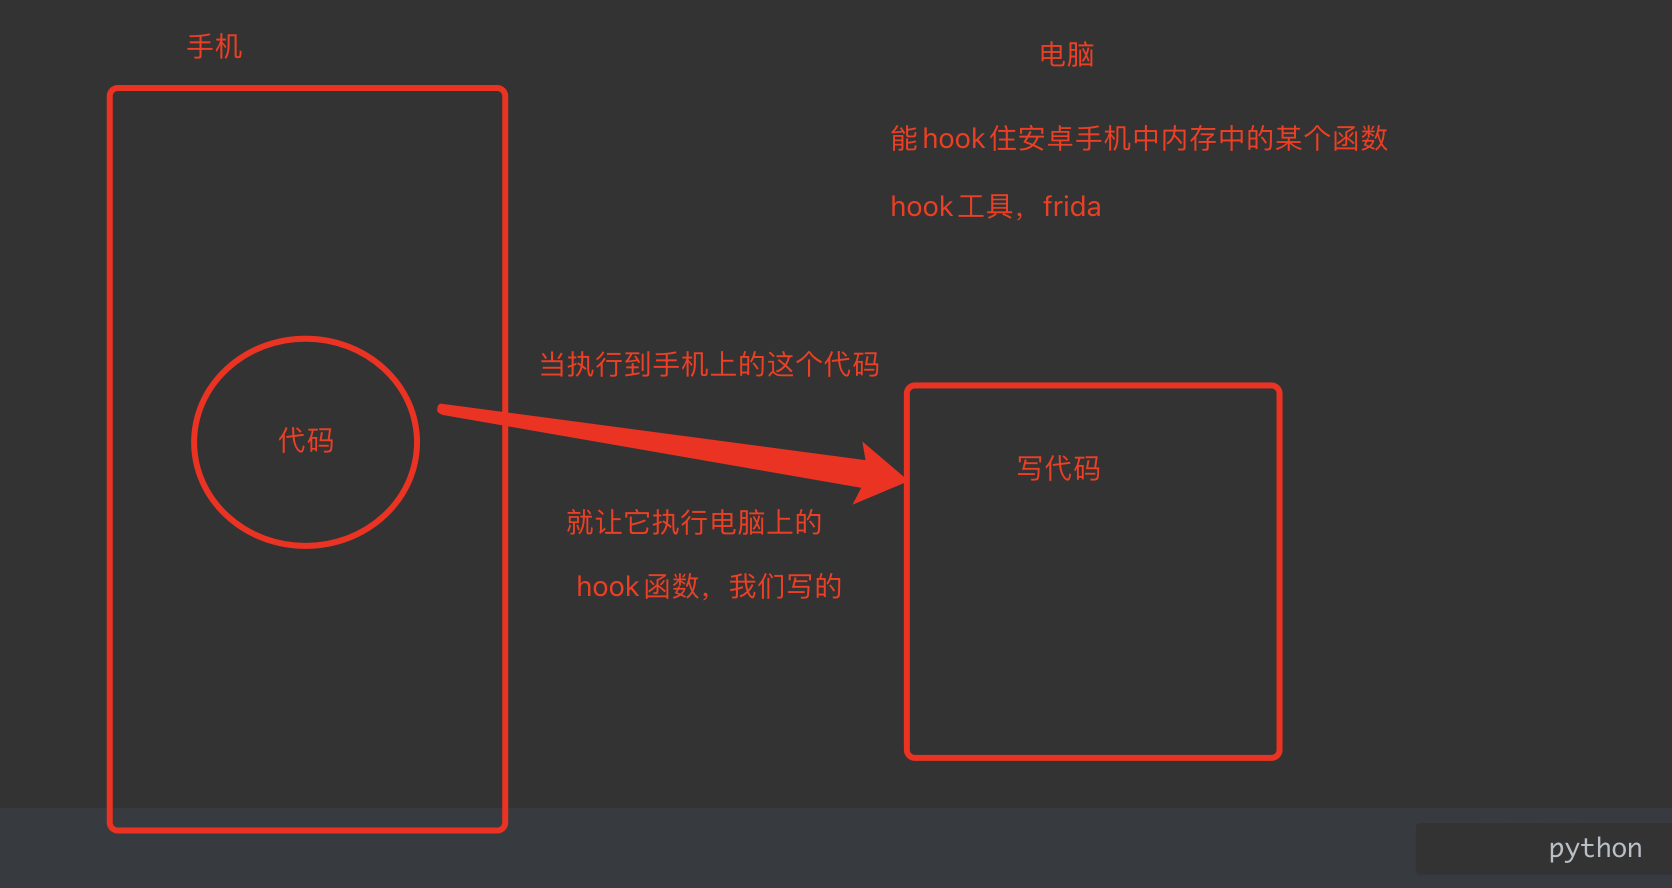 手机
电脑
能hook住安卓手机中内存中的某个函数
hook工具，frida
当执行到手机上的这个代码
代码
写代码
就让它执行电脑上的
hook函数，我们写的
python